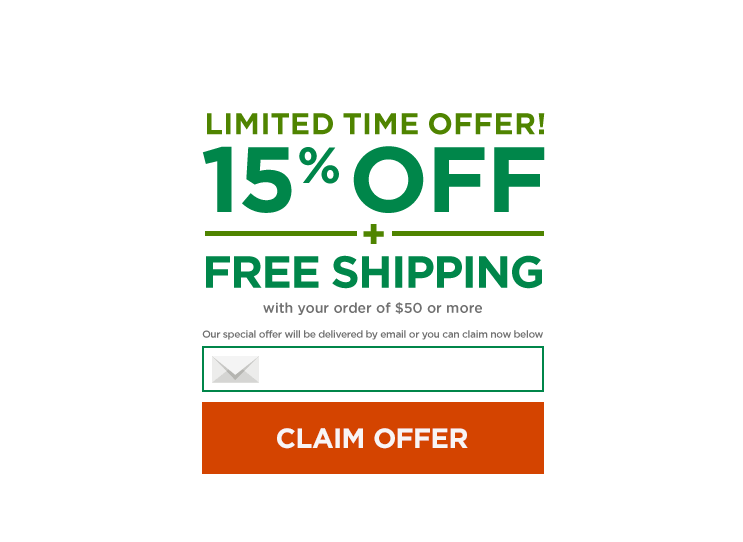 LIMITED TIME OFFER!
15% OFF
+
FREE SHIPPING
with your order of $50 or more
Our special offer will be delivered by email or you can claim now below
CLAIM OFFER